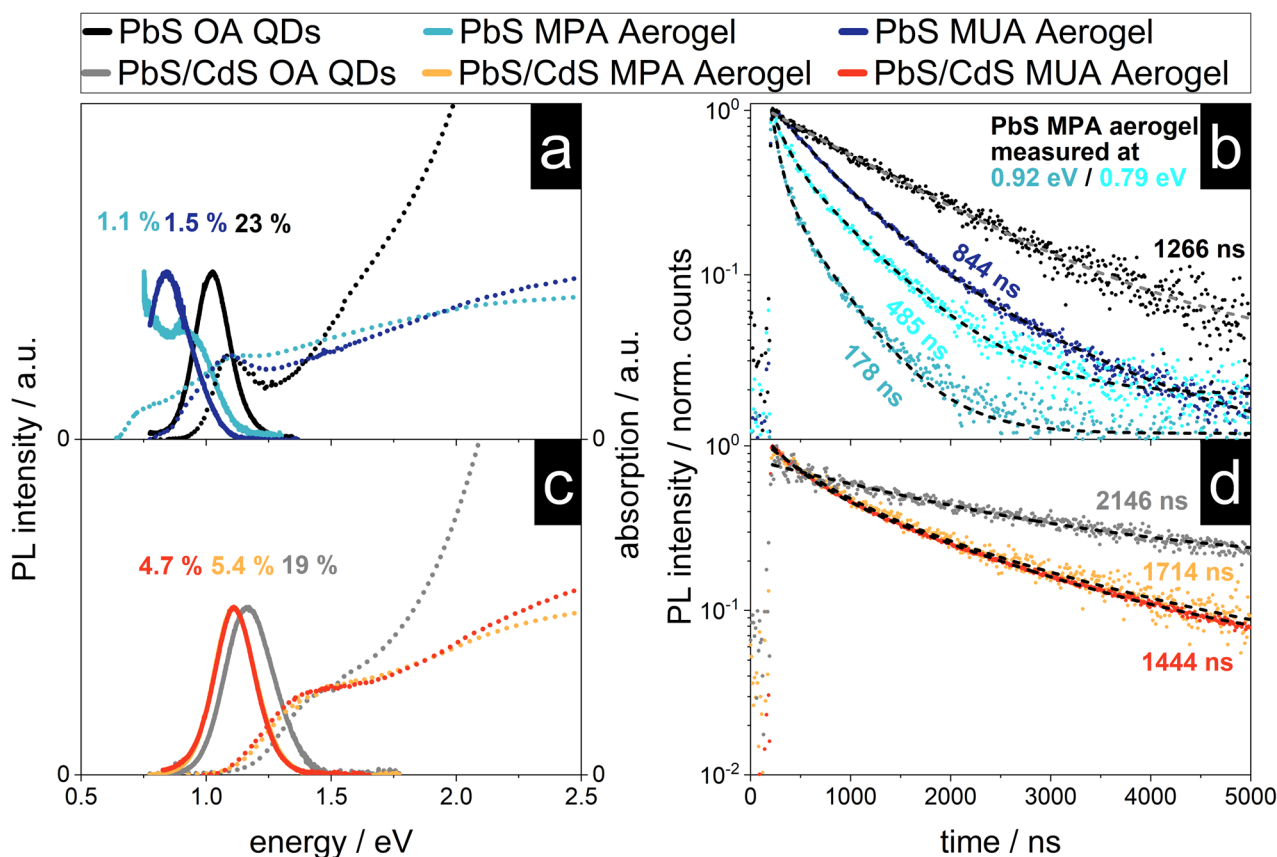 PbS OA QDs PbS MPA Aerogel PbS MUA Aerogel
PbS/CdS OA QDs PbS/CdS MPA Aerogel PbS/CdS MUA Aerogel
a
1.1 % 1.5 % 23 %
0 0
c
4.7 % 5.4 % 19 %
0 0
0.5 1.0 1.5 2.0 2.5
energy / eV
PL intensity / a.u.
absorption / a.u.
b
PbS MPA aerogel
measured at
0.92 eV / 0.79 eV
10⁰
10⁻¹
1266 ns
844 ns
485 ns
178 ns
d
10⁰
10⁻¹
10⁻²
2146 ns
1714 ns
1444 ns
0 1000 2000 3000 4000 5000
time / ns
PL intensity / norm. counts